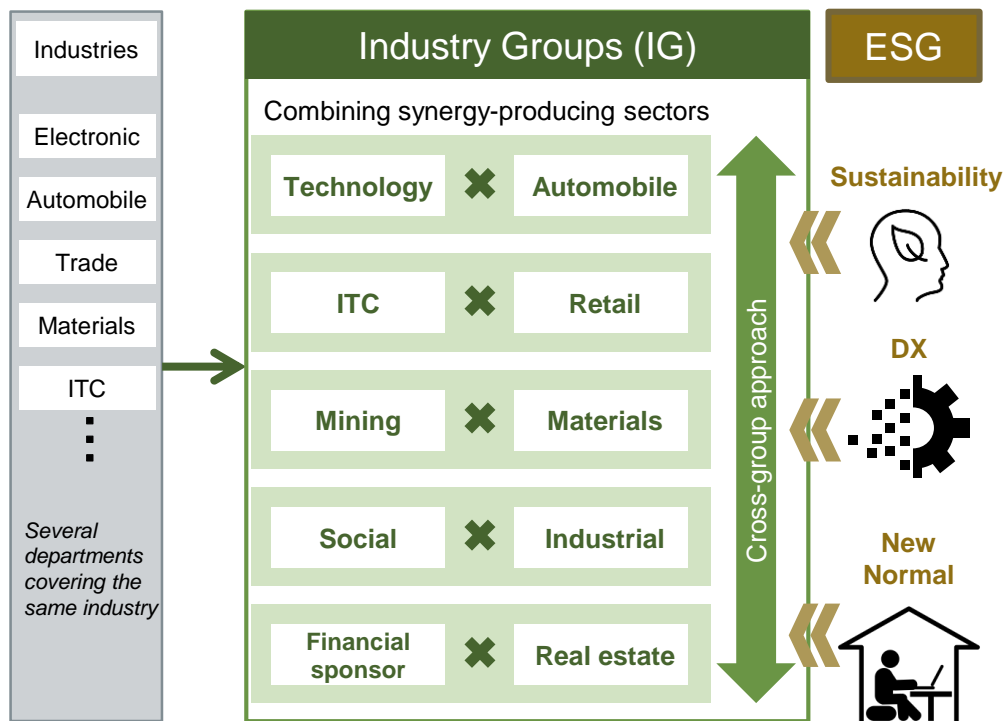 Industries
Electronic
Automobile
Trade
Materials
ITC
Several
departments
covering the
same industry
Industry Groups (IG)
Combining synergy-producing sectors
Technology ✖ Automobile
ITC ✖ Retail
Mining ✖ Materials
Social ✖ Industrial
Financial
sponsor ✖ Real estate
Cross-group approach
ESG
Sustainability
DX
New
Normal